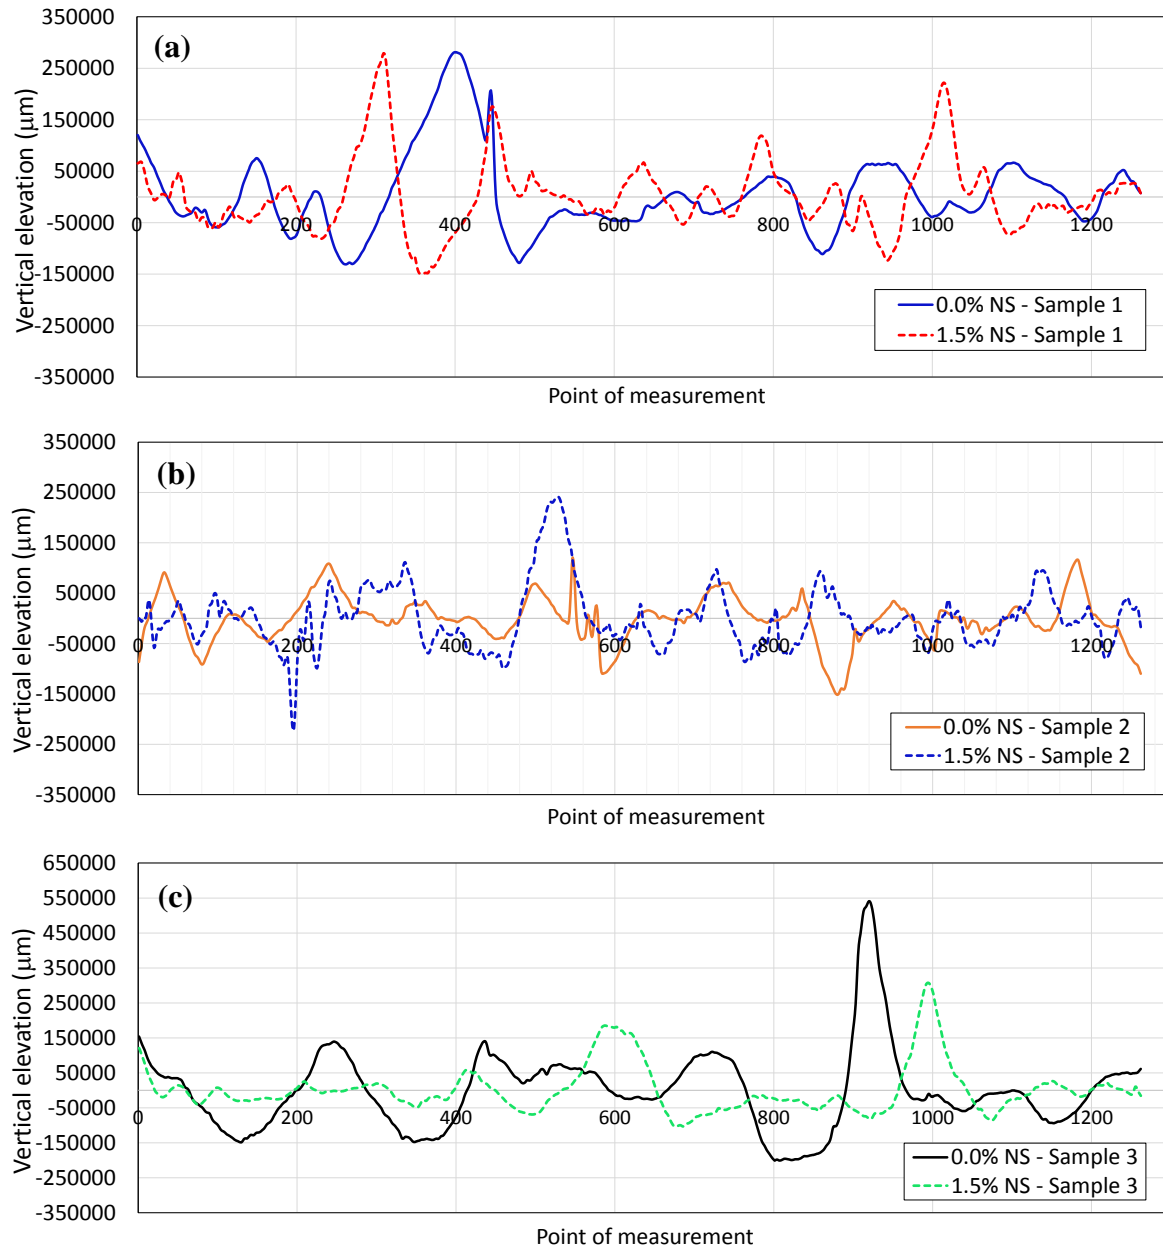 350000
(a)
250000
150000
50000
-50000
-150000
-250000
-350000
0 200 400 600 800 1000 1200
Vertical elevation (μm)
0.0% NS - Sample 1
1.5% NS - Sample 1
Point of measurement
350000
(b)
250000
150000
50000
-50000
-150000
-250000
-350000
0 200 400 600 800 1000 1200
Vertical elevation (μm)
0.0% NS - Sample 2
1.5% NS - Sample 2
Point of measurement
650000
(c)
550000
450000
350000
250000
150000
50000
-50000
-150000
-250000
-350000
0 200 400 600 800 1000 1200
Vertical elevation (μm)
0.0% NS - Sample 3
1.5% NS - Sample 3
Point of measurement